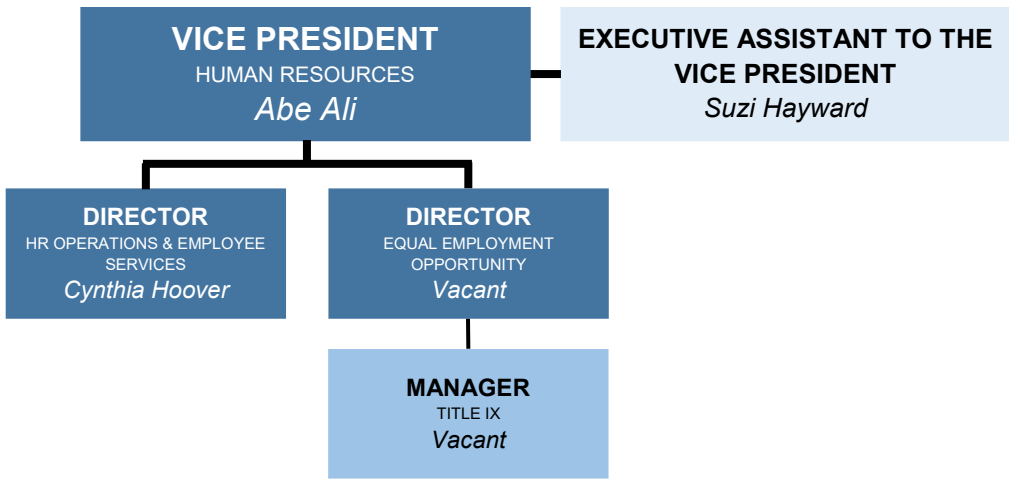 VICE PRESIDENT
HUMAN RESOURCES
Abe Ali
EXECUTIVE ASSISTANT TO THE
VICE PRESIDENT
Suzi Hayward
DIRECTOR
HR OPERATIONS & EMPLOYEE
SERVICES
Cynthia Hoover
DIRECTOR
EQUAL EMPLOYMENT
OPPORTUNITY
Vacant
MANAGER
TITLE IX
Vacant